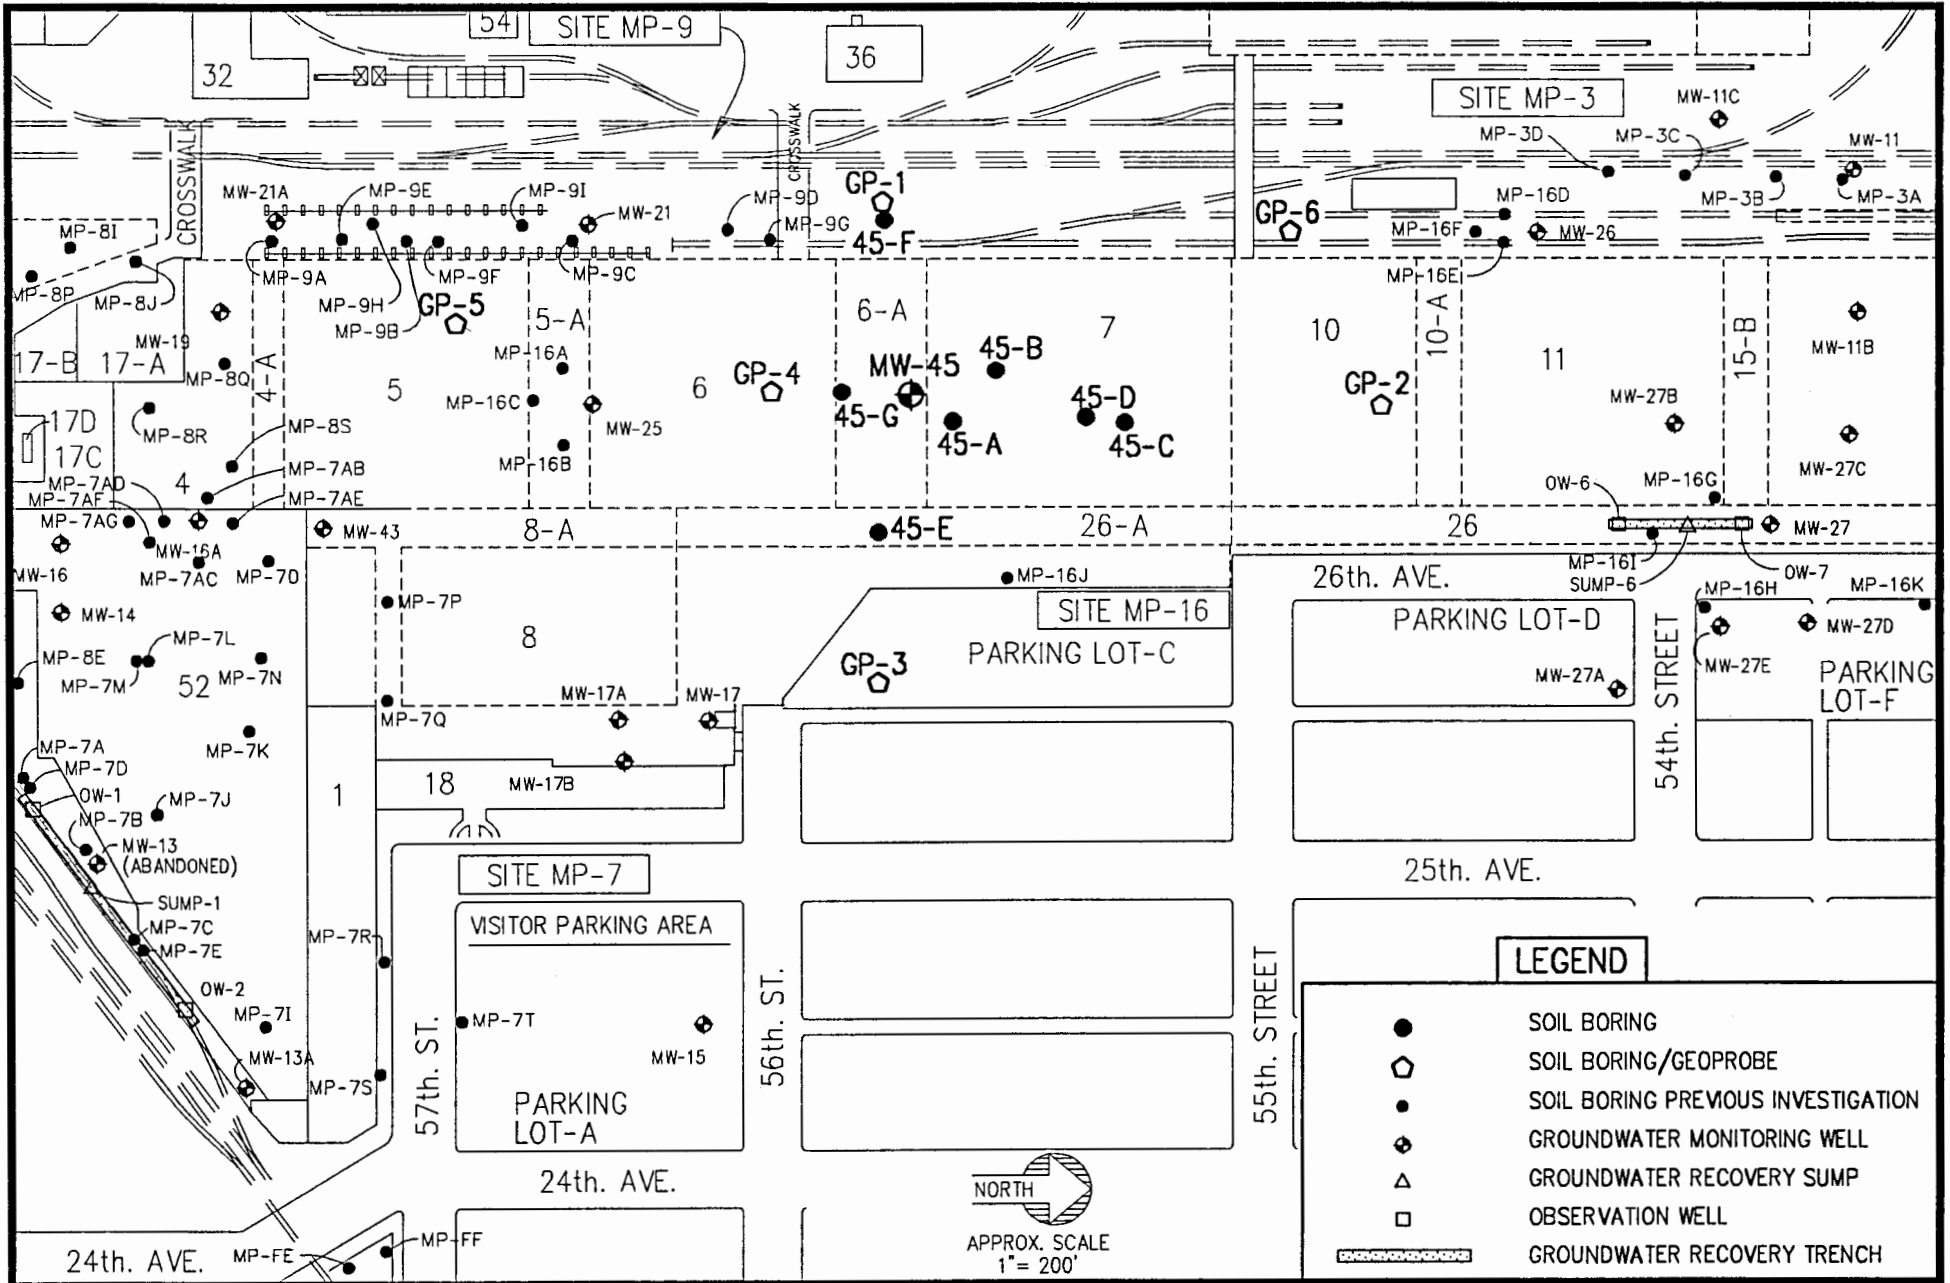 54
SITE MP-9
32
36
SITE MP-3
MW-11C
MP-3D
MP-3C
MW-11
MP-3B
MP-3A
CROSSWALK
CROSSWALK
MW-21A
MP-9E
MP-9I
MW-21
MP-9D
MP-9G
GP-1
45-F
GP-6
MP-16D
MP-16F
MW-26
MP-16E
MP-8I
MP-8P
MP-8J
MP-9A
MP-9H
MP-9B
MP-9F
MP-9C
GP-5
MW-19
17-B
17-A
MP-8Q
4-A
5
5-A
MP-16A
MP-16C
MW-25
MP-16B
6
GP-4
6-A
MW-45
45-G
45-A
45-B
7
45-D
45-C
10
GP-2
10-A
11
MW-27B
15-B
MW-11B
MW-27C
17D
17C
MP-8R
MP-8S
4
MP-7AB
MP-7AD
MP-7AE
MP-7AF
MP-7AG
MW-16A
MP-7AC
MP-7O
MW-16
MW-14
MW-43
8-A
45-E
26-A
26
OW-6
MP-16G
MW-27
MP-16I
SUMP-6
OW-7
26th. AVE.
MP-16J
SITE MP-16
PARKING LOT-C
PARKING LOT-D
MP-16H
MP-16K
MW-27D
MW-27E
MW-27A
PARKING
LOT-F
54th. STREET
MP-7P
8
MP-7L
MP-8E
MP-7M
52
MP-7N
GP-3
MW-17A
MW-17
MP-7Q
MP-7K
MW-17B
18
1
MP-7A
MP-7D
OW-1
MP-7J
MP-7B
MW-13
(ABANDONED)
SUMP-1
MP-7C
MP-7E
OW-2
MP-7I
MW-13A
SITE MP-7
25th. AVE.
VISITOR PARKING AREA
MP-7R
MP-7T
MW-15
MP-7S
57th. ST.
56th. ST.
55th. STREET
PARKING
LOT-A
24th. AVE.
24th. AVE.
MP-FE
MP-FF
NORTH
APPROX. SCALE
1"= 200'
LEGEND
SOIL BORING
SOIL BORING/GEOPROBE
SOIL BORING PREVIOUS INVESTIGATION
GROUNDWATER MONITORING WELL
GROUNDWATER RECOVERY SUMP
OBSERVATION WELL
GROUNDWATER RECOVERY TRENCH